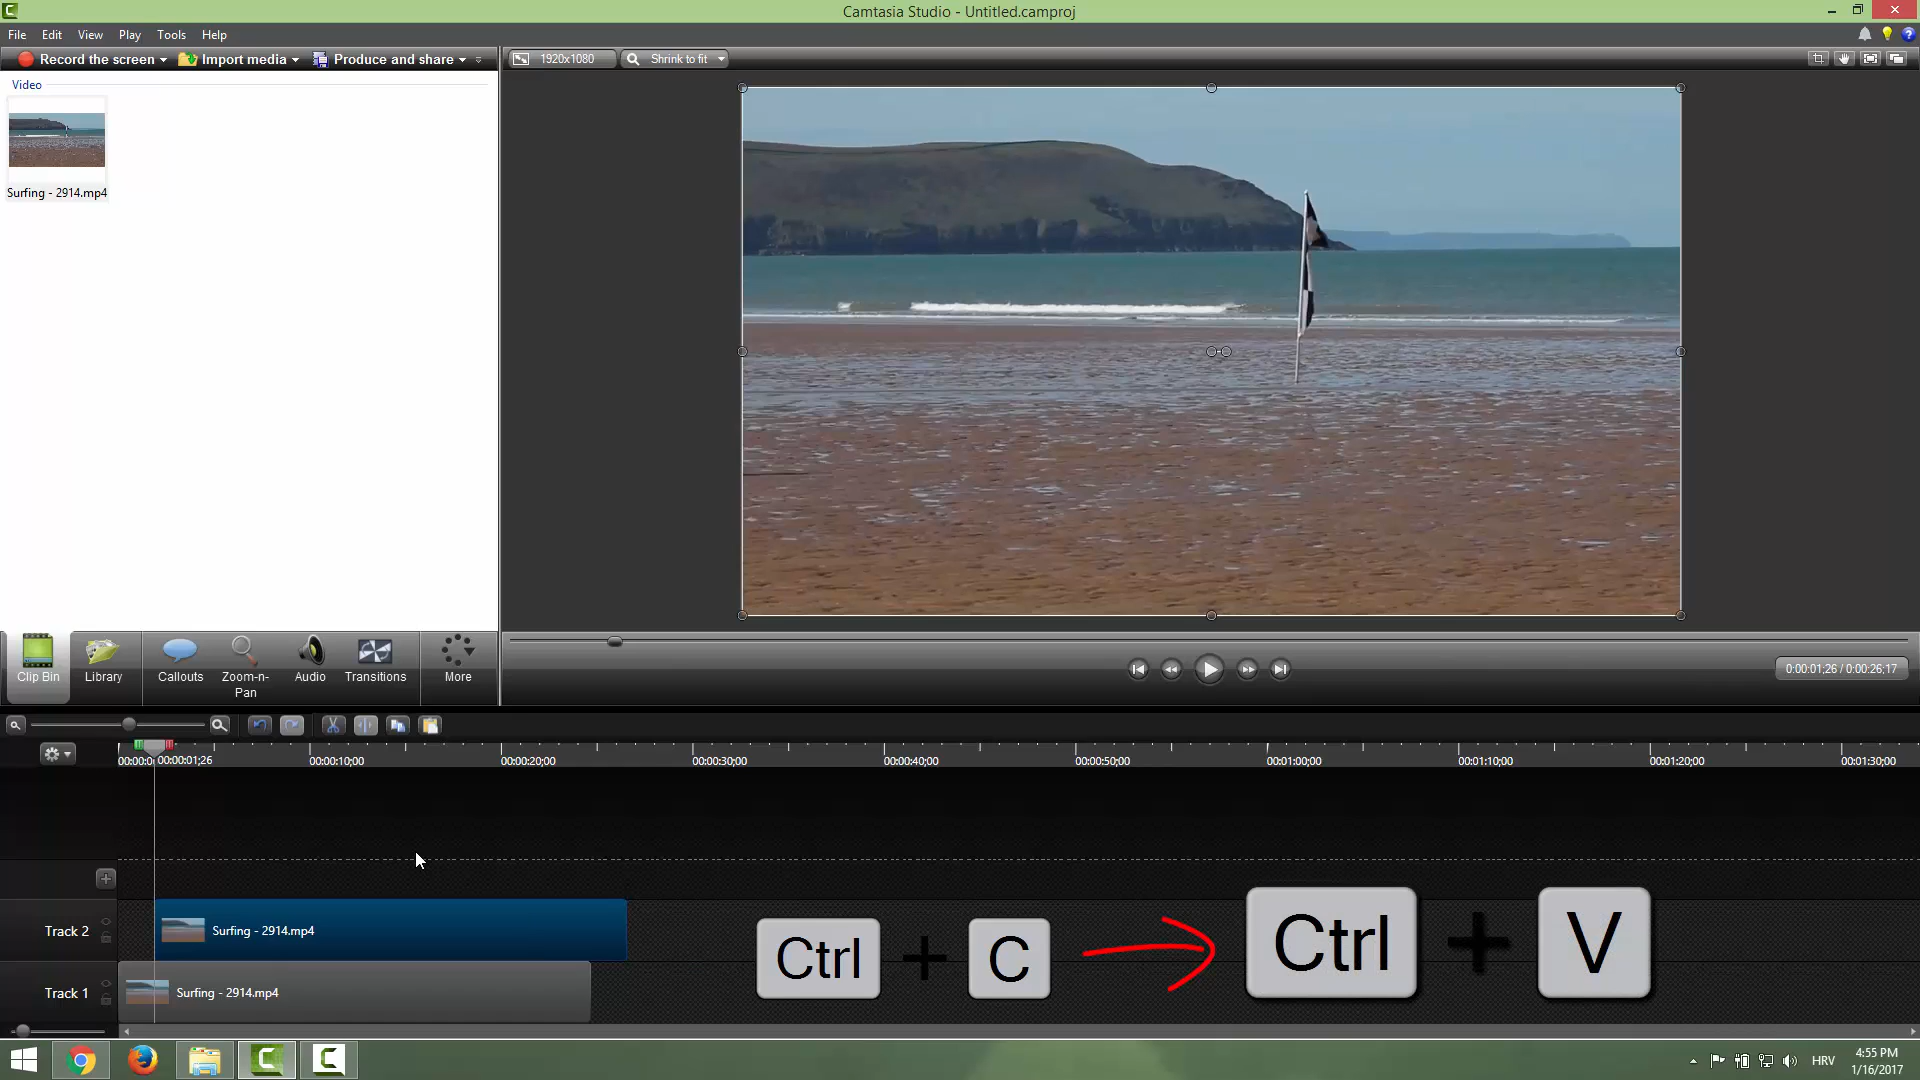 Camtasia Studio - Untitled.camproj
File Edit View Play Tools Help
Record the screen Import media Produce and share 1920x1080 Shrink to fit
Video
Surfing - 2914.mp4
Clip Bin Library Callouts Zoom-n-Pan Audio Transitions More
0:00:01;26 / 0:00:26;17
00:00:0 00:00:01;26 00:00:10;00 00:00:20;00 00:00:30;00 00:00:40;00 00:00:50;00 00:01:00;00 00:01:10;00 00:01:20;00 00:01:30;00
Track 2 Surfing - 2914.mp4
Ctrl + C Ctrl + V
Track 1 Surfing - 2914.mp4
HRV 4:55 PM
1/16/2017